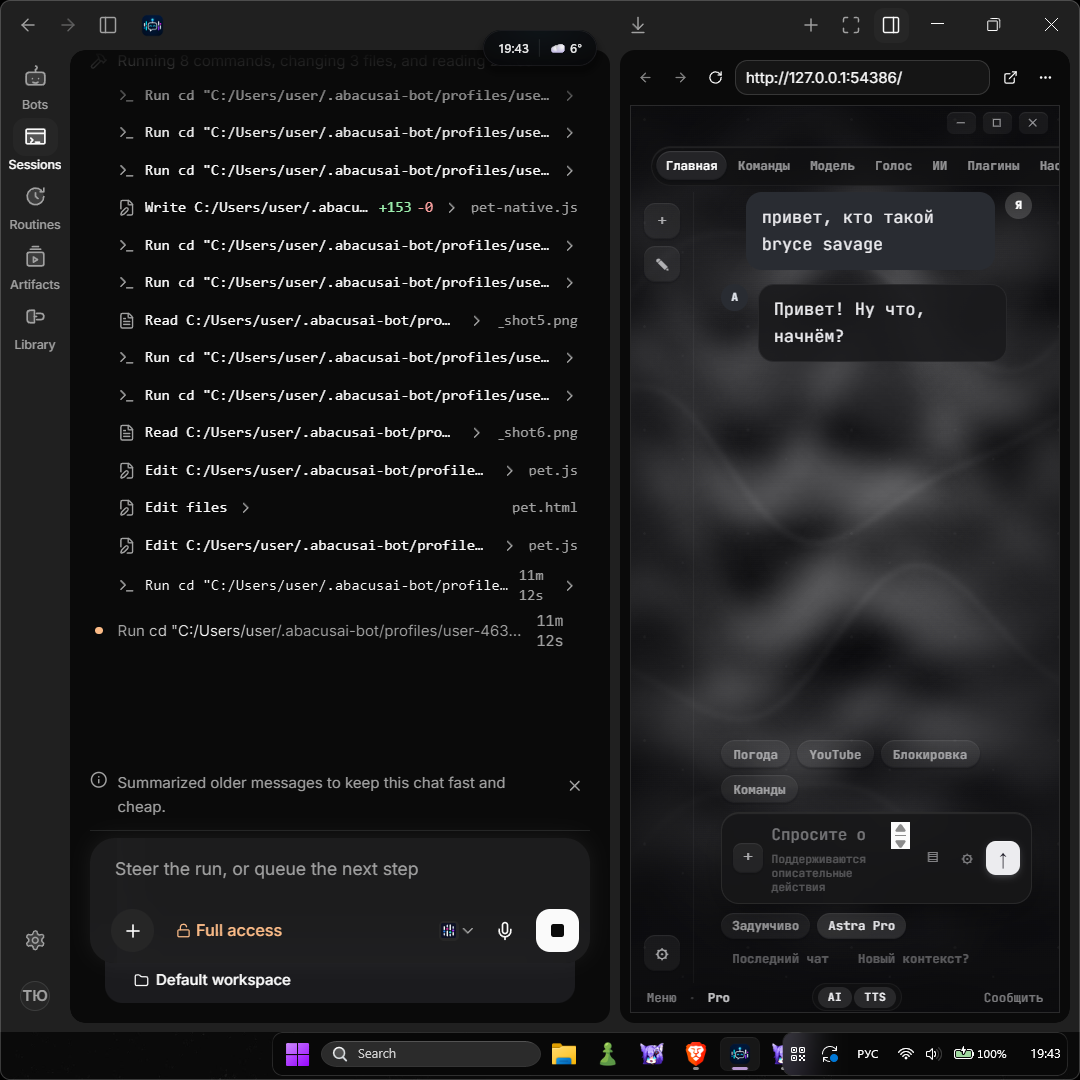 19:43
6°
Running 8 commands, changing 3 files, and reading
Bots
Sessions
Routines
Artifacts
Library
ТЮ
Run cd "C:/Users/user/.abacusai-bot/profiles/use…
Run cd "C:/Users/user/.abacusai-bot/profiles/use…
Run cd "C:/Users/user/.abacusai-bot/profiles/use…
Write C:/Users/user/.abacu… +153 -0 pet-native.js
Run cd "C:/Users/user/.abacusai-bot/profiles/use…
Run cd "C:/Users/user/.abacusai-bot/profiles/use…
Read C:/Users/user/.abacusai-bot/pro… _shot5.png
Run cd "C:/Users/user/.abacusai-bot/profiles/use…
Run cd "C:/Users/user/.abacusai-bot/profiles/use…
Read C:/Users/user/.abacusai-bot/pro… _shot6.png
Edit C:/Users/user/.abacusai-bot/profile… pet.js
Edit files pet.html
Edit C:/Users/user/.abacusai-bot/profile… pet.js
Run cd "C:/Users/user/.abacusai-bot/profile… 11m
12s
Run cd "C:/Users/user/.abacusai-bot/profiles/user-463… 11m
12s
Summarized older messages to keep this chat fast and
cheap.
Steer the run, or queue the next step
Full access
Default workspace
http://127.0.0.1:54386/
Главная Команды Модель Голос ИИ Плагины Нас
привет, кто такой
bryce savage
Я
А
Привет! Ну что,
начнём?
Погода YouTube Блокировка
Команды
Спросите о
Поддерживаются
описательные
действия
Задумчиво Astra Pro
Последний чат Новый контекст?
Меню · Pro AI TTS Сообщить
Search
РУС
100%
19:43